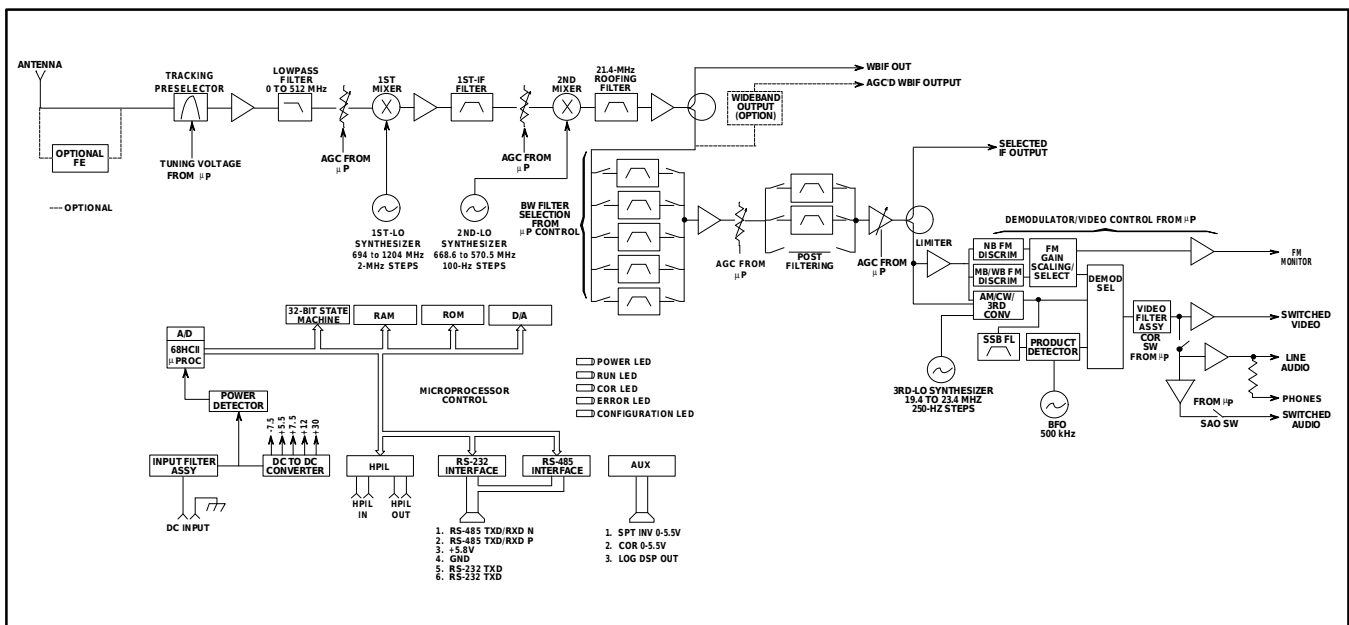 ANTENNA
TRACKING
PRESELECTOR
LOWPASS
FILTER
0 TO 512 MHz
1ST
MIXER
1ST-IF
FILTER
2ND
MIXER
21.4-MHz
ROOFING
FILTER
WBIF OUT
AGC'D WBIF OUTPUT
WIDEBAND
OUTPUT
(OPTION)
OPTIONAL
FE
TUNING VOLTAGE
FROM μP
AGC FROM
μP
AGC FROM
μP
---- OPTIONAL
1ST-LO
SYNTHESIZER
694 to 1204 MHz
2-MHz STEPS
2ND-LO
SYNTHESIZER
668.6 to 570.5 MHz
100-Hz STEPS
BW FILTER
SELECTION
FROM
μP CONTROL
AGC FROM
μP
POST
FILTERING
AGC FROM
μP
SELECTED
IF OUTPUT
DEMODULATOR/VIDEO CONTROL FROM μP
LIMITER
NB FM
DISCRIM
MB/WB FM
DISCRIM
FM
GAIN
SCALING/
SELECT
AM/CW/
3RD
CONV
DEMOD
SEL
SSB FL
PRODUCT
DETECTOR
VIDEO
FILTER
ASSY
COR
SW
FROM μP
3RD-LO SYNTHESIZER
19.4 TO 23.4 MHZ
250-HZ STEPS
BFO
500 kHz
FM
MONITOR
SWITCHED
VIDEO
LINE
AUDIO
PHONES
FROM μP
SAO SW
SWITCHED
AUDIO
32-BIT STATE
MACHINE
RAM
ROM
D/A
A/D
68HCII
μ PROC
POWER
DETECTOR
MICROPROCESSOR
CONTROL
POWER LED
RUN LED
COR LED
ERROR LED
CONFIGURATION LED
-7.5
+5.5
+7.5
+12
+30
INPUT FILTER
ASSY
DC TO DC
CONVERTER
DC INPUT
HPIL
HPIL
IN
HPIL
OUT
RS-232
INTERFACE
RS-485
INTERFACE
AUX
1. RS-485 TXD/RXD N
2. RS-485 TXD/RXD P
3. +5.8V
4. GND
5. RS-232 TXD
6. RS-232 TXD
1. SPT INV 0-5.5V
2. COR 0-5.5V
3. LOG DSP OUT